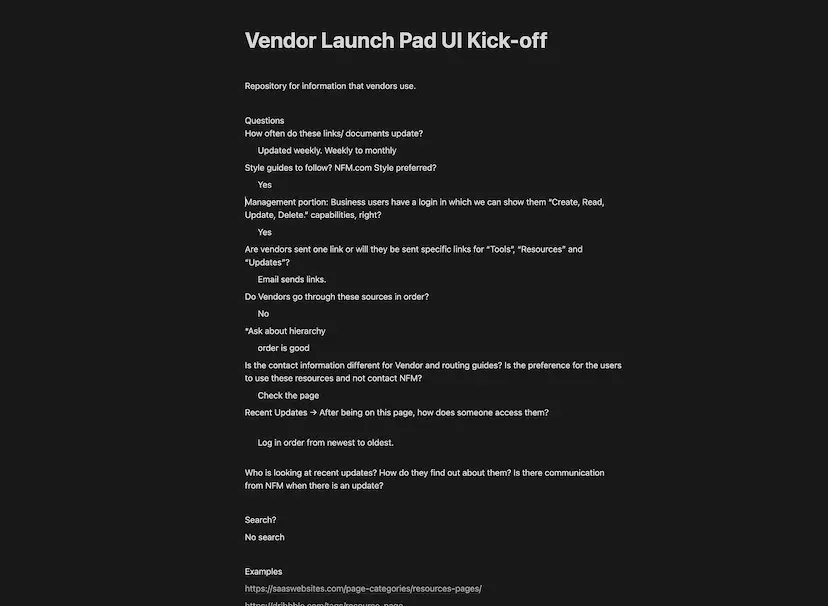 Vendor Launch Pad UI Kick-off
Repository for information that vendors use.
Questions
How often do these links/ documents update?
Updated weekly. Weekly to monthly
Style guides to follow? NFM.com Style preferred?
Yes
Management portion: Business users have a login in which we can show them “Create, Read,
Update, Delete.” capabilities, right?
Yes
Are vendors sent one link or will they be sent specific links for “Tools”, “Resources” and
“Updates”?
Email sends links.
Do Vendors go through these sources in order?
No
*Ask about hierarchy
order is good
Is the contact information different for Vendor and routing guides? Is the preference for the users
to use these resources and not contact NFM?
Check the page
Recent Updates → After being on this page, how does someone access them?
Log in order from newest to oldest.
Who is looking at recent updates? How do they find out about them? Is there communication
from NFM when there is an update?
Search?
No search
Examples
https://saaswebsites.com/page-categories/resources-pages/
https://dribbble.com/tags/resource-page